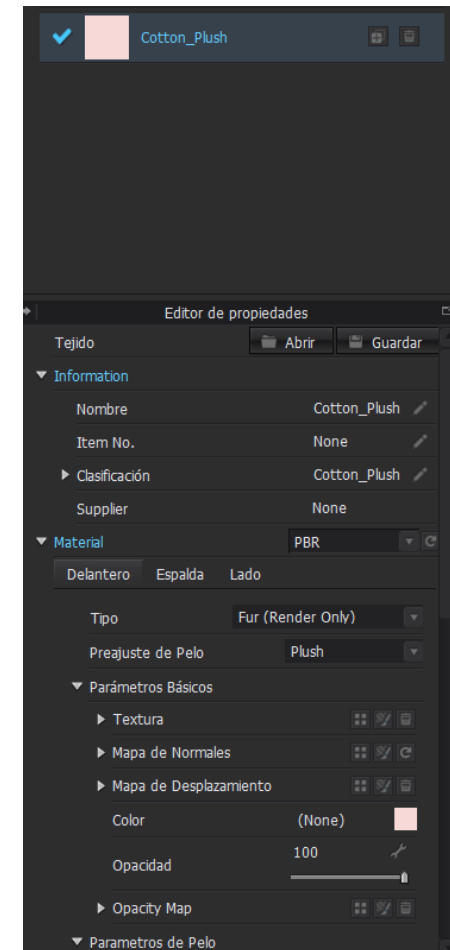 Cotton_Plush
Editor de propiedades
Tejido Abrir Guardar
Information
Nombre Cotton_Plush
Item No. None
Clasificación Cotton_Plush
Supplier None
Material PBR
Delantero Espalda Lado
Tipo Fur (Render Only)
Preajuste de Pelo Plush
Parámetros Básicos
Textura
Mapa de Normales
Mapa de Desplazamiento
Color (None)
Opacidad 100
Opacity Map
Parametros de Pelo